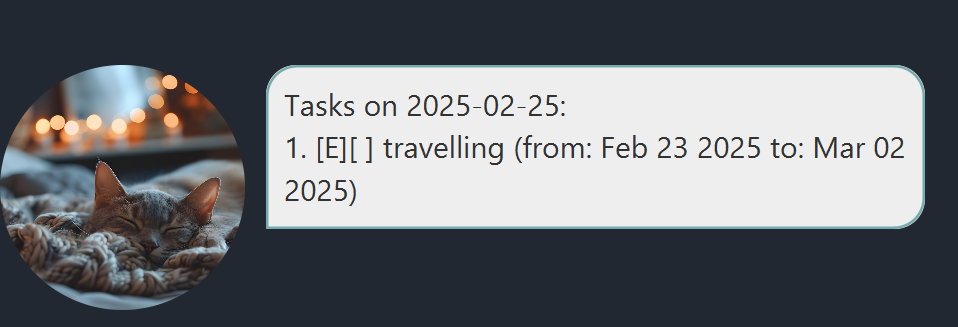 Tasks on 2025-02-25:
1. [E][ ] travelling (from: Feb 23 2025 to: Mar 02
2025)